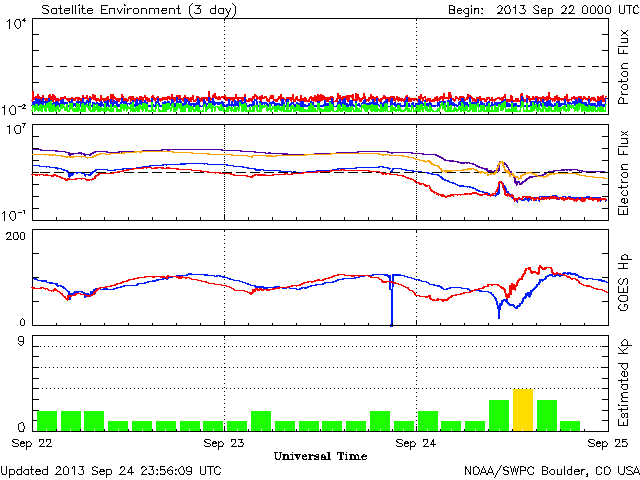 Satellite Environment (3 day) Begin: 2013 Sep 22 0000 UTC
10^4
10^-2
Proton Flux
10^7
10^-1
Electron Flux
200
0
GOES Hp
9
0
Estimated Kp
Sep 22 Sep 23 Sep 24 Sep 25
Universal Time
Updated 2013 Sep 24 23:56:09 UTC NOAA/SWPC Boulder, CO USA